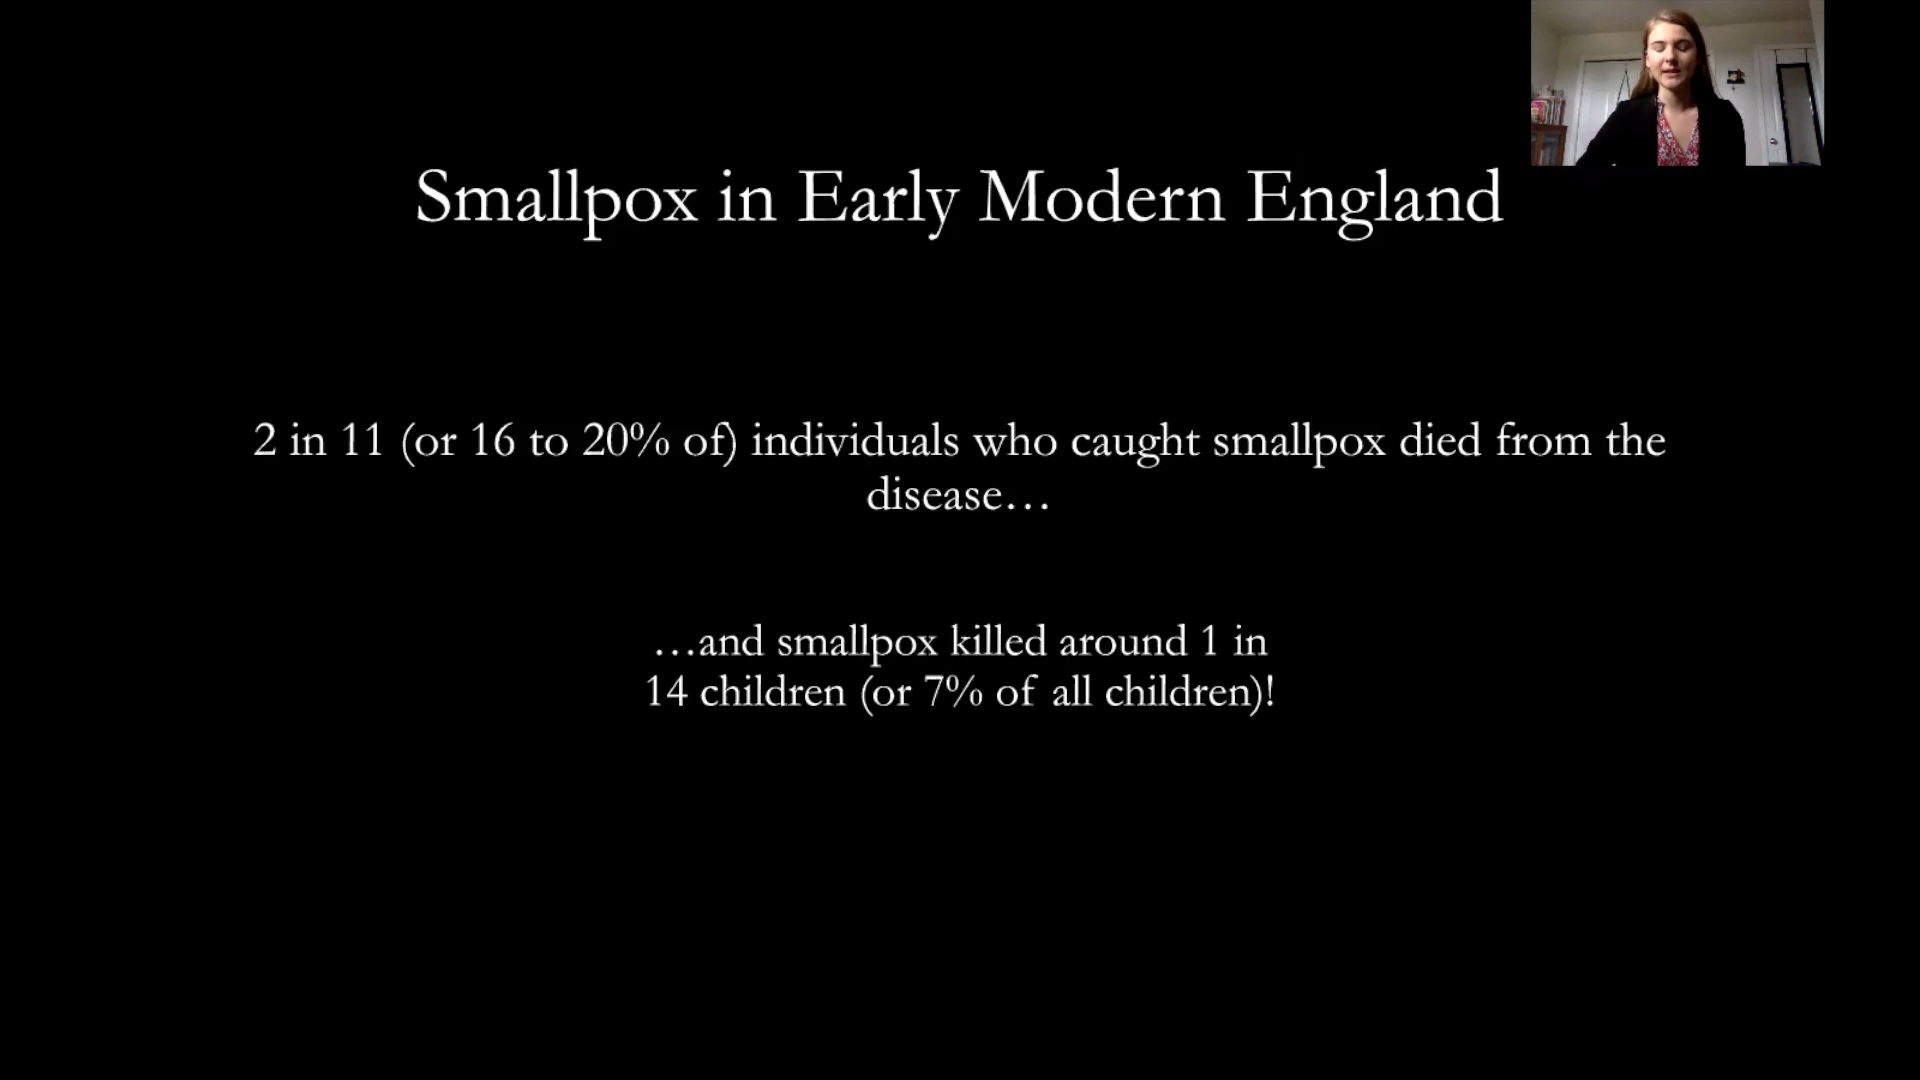 Smallpox in Early Modern England
2 in 11 (or 16 to 20% of) individuals who caught smallpox died from the
disease…
…and smallpox killed around 1 in
14 children (or 7% of all children)!